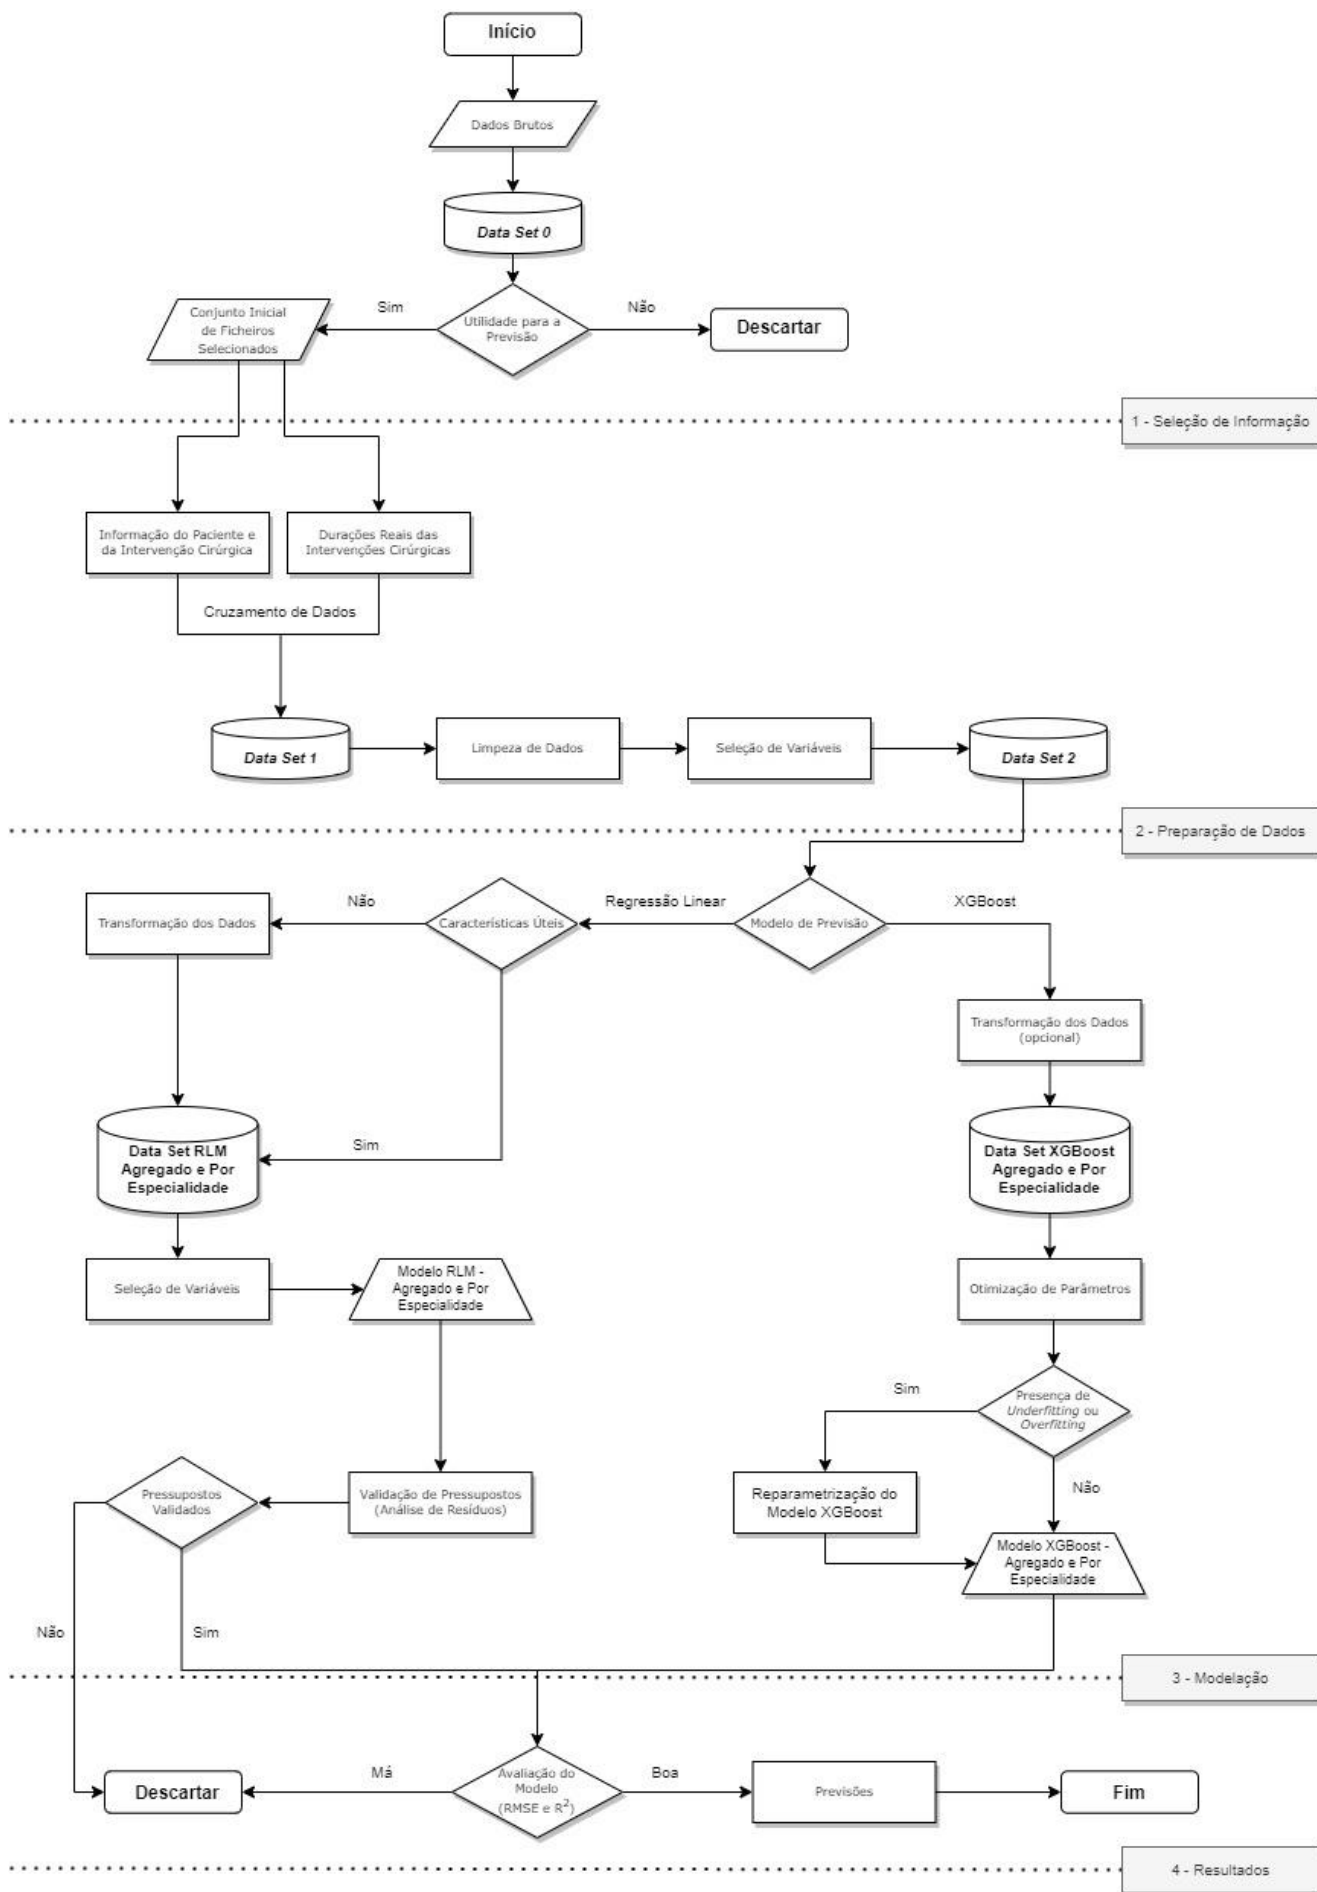 Início
Dados Brutos
Data Set 0
Sim
Não
Conjunto Inicial
de Ficheiros
Selecionados
Utilidade para a
Previsão
Descartar
1 - Seleção de Informação
Informação do Paciente e
da Intervenção Cirúrgica
Durações Reais das
Intervenções Cirúrgicas
Cruzamento de Dados
Data Set 1
Limpeza de Dados
Seleção de Variáveis
Data Set 2
2 - Preparação de Dados
Não
Regressão Linear
XGBoost
Transformação dos Dados
Características Úteis
Modelo de Previsão
Transformação dos Dados
(opcional)
Sim
Data Set RLM
Agregado e Por
Especialidade
Data Set XGBoost
Agregado e Por
Especialidade
Seleção de Variáveis
Modelo RLM -
Agregado e Por
Especialidade
Otimização de Parâmetros
Sim
Presença de
Underfitting ou
Overfitting
Não
Pressupostos
Validados
Validação de Pressupostos
(Análise de Resíduos)
Reparametrização do
Modelo XGBoost
Modelo XGBoost -
Agregado e Por
Especialidade
Não
Sim
3 - Modelação
Má
Boa
Descartar
Avaliação do
Modelo
(RMSE e R²)
Previsões
Fim
4 - Resultados